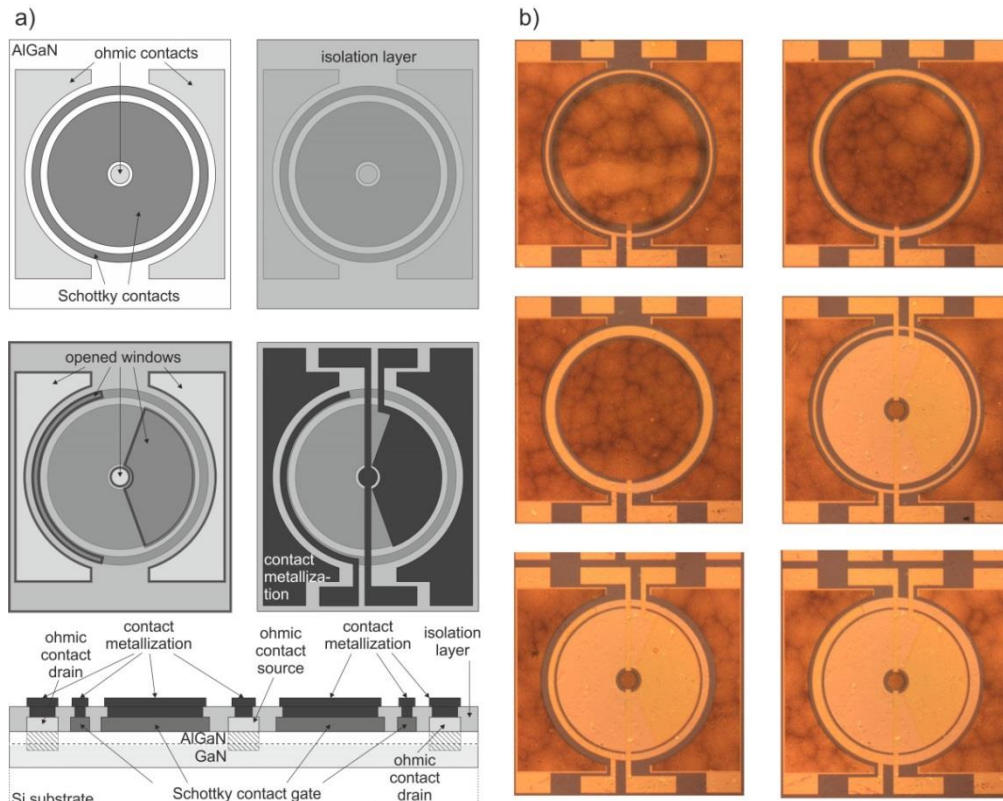 a)
b)
AlGaN
ohmic contacts
Schottky contacts
isolation layer
opened windows
contact
metalliza-
tion
ohmic
contact
drain
contact
metallization
ohmic
contact
source
contact
metallization
isolation
layer
AlGaN
GaN
Si substrate
Schottky contact gate
ohmic
contact
drain